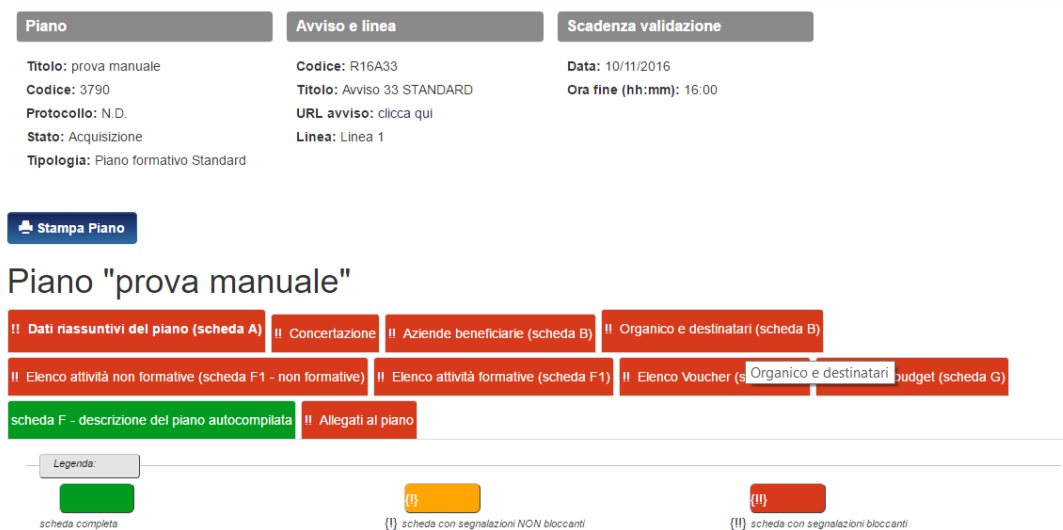 Piano Avviso e linea Scadenza validazione
Titolo: prova manuale Codice: R16A33 Data: 10/11/2016
Codice: 3790 Titolo: Avviso 33 STANDARD Ora fine (hh:mm): 16:00
Protocollo: N.D. URL avviso: clicca qui
Stato: Acquisizione Linea: Linea 1
Tipologia: Piano formativo Standard
Stampa Piano
Piano "prova manuale"
!! Dati riassuntivi del piano (scheda A) !! Concertazione !! Aziende beneficiarie (scheda B) !! Organico e destinatari (scheda B)
!! Elenco attività non formative (scheda F1 - non formative) !! Elenco attività formative (scheda F1) !! Elenco Voucher (s Organico e destinatari budget (scheda G)
scheda F - descrizione del piano autocompilata !! Allegati al piano
Legenda:
{!} {!!}
scheda completa {!} scheda con segnalazioni NON bloccanti {!!} scheda con segnalazioni bloccanti